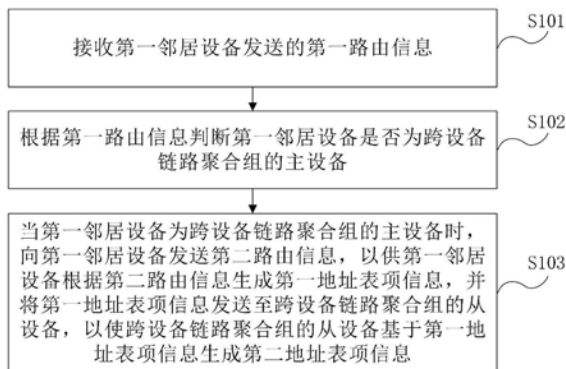 S101
接收第一邻居设备发送的第一路由信息
S102
根据第一路由信息判断第一邻居设备是否为跨设备
链路聚合组的主设备
当第一邻居设备为跨设备链路聚合组的主设备时，
向第一邻居设备发送第二路由信息，以供第一邻居
设备根据第二路由信息生成第一地址表项信息，并
S103
将第一地址表项信息发送至跨设备链路聚合组的从
设备，以使跨设备链路聚合组的从设备基于第一地
址表项信息生成第二地址表项信息